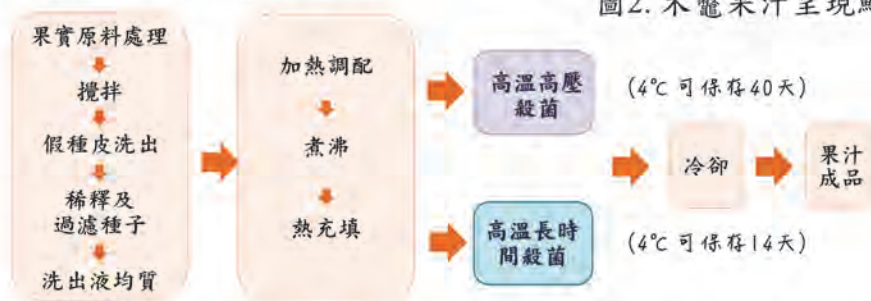 圖2. 木鼈果汁呈現
果實原料處理
攪拌
假種皮洗出
稀釋及
過濾種子
洗出液均質
加熱調配
煮沸
熱充填
高溫高壓
殺菌
(4℃ 可保存40天)
高溫長時
間殺菌
(4℃ 可保存14天)
冷卻
果汁
成品